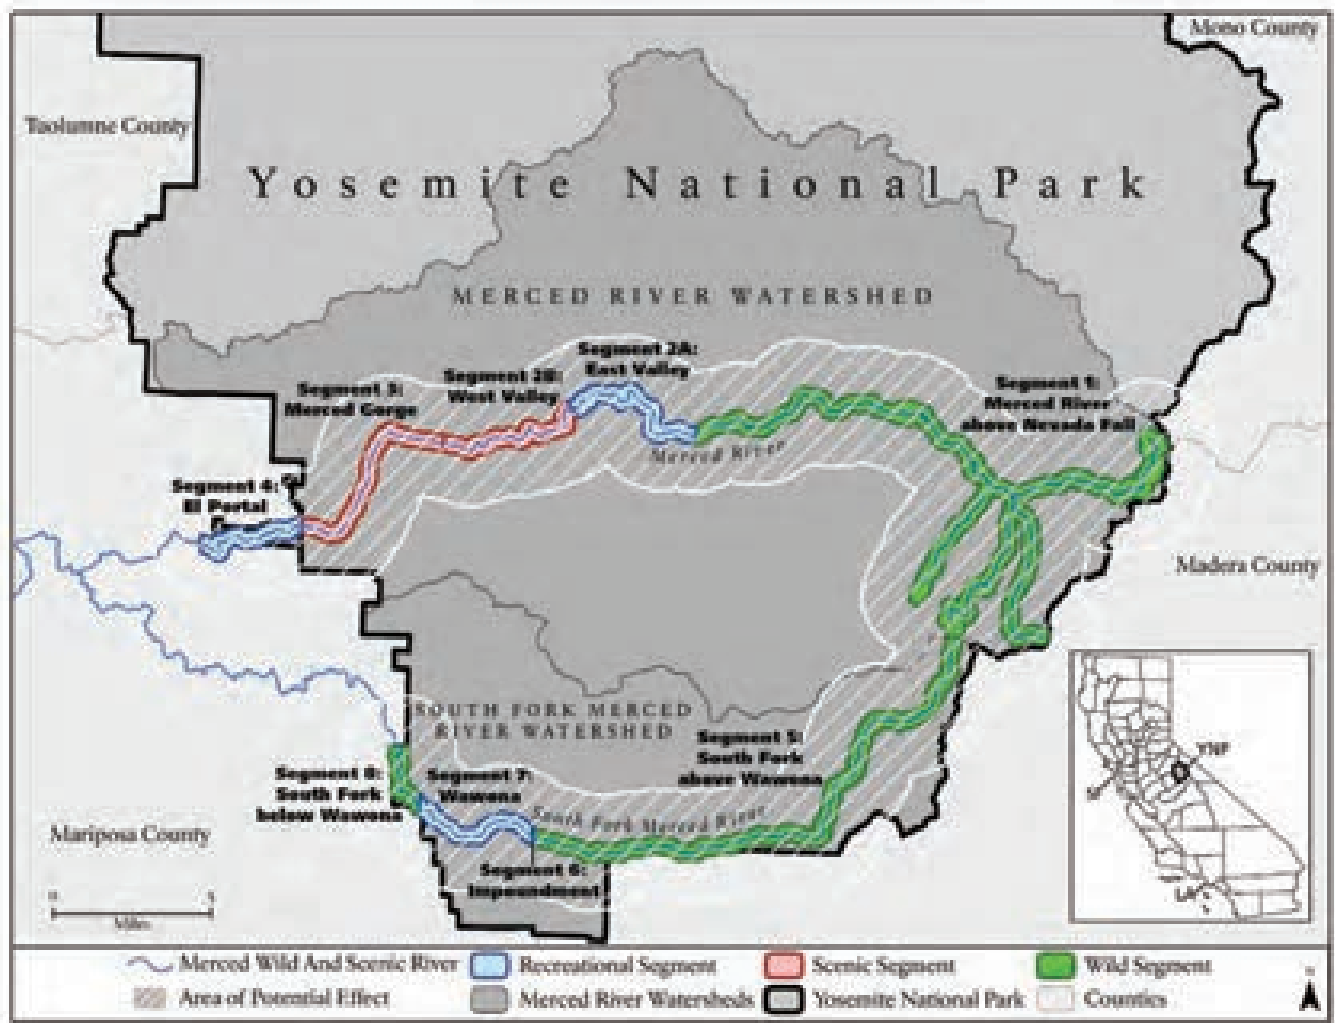 Mono County
Tuolumne County
Yosemite National Park
MERCED RIVER WATERSHED
Segment 2A:
East Valley
Segment 2B:
West Valley
Segment 3:
Merced Gorge
Segment 1:
Merced River
above Nevada Fall
Merced River
Segment 4:
El Portal
Madera County
SOUTH FORK MERCED
RIVER WATERSHED
Segment 5:
South Fork
above Wawona
YNP
SF
LA
Segment 8:
South Fork
below Wawona
Segment 7:
Wawona
South Fork Merced River
Mariposa County
Segment 6:
Impoundment
0 5
Miles
Merced Wild And Scenic River
Recreational Segment
Scenic Segment
Wild Segment
Area of Potential Effect
Merced River Watersheds
Yosemite National Park
Counties